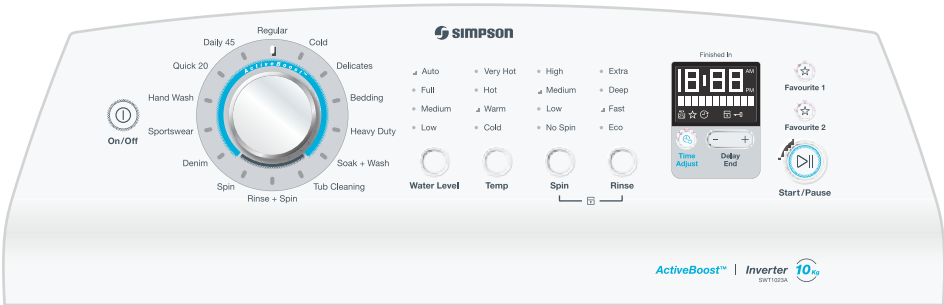 SIMPSON
Regular
Daily 45
Cold
Quick 20
Delicates
Hand Wash
Bedding
Sportswear
Heavy Duty
Denim
Soak + Wash
Spin
Tub Cleaning
Rinse + Spin
ActiveBoost™
On/Off
Auto
Full
Medium
Low
Water Level
Very Hot
Hot
Warm
Cold
Temp
High
Medium
Low
No Spin
Spin
Extra
Deep
Fast
Eco
Rinse
Finished In
18:88 AM
PM
Time
Adjust
- +
Delay
End
Favourite 1
Favourite 2
Start/Pause
ActiveBoost™ | Inverter 10 Kg
SWT1023A